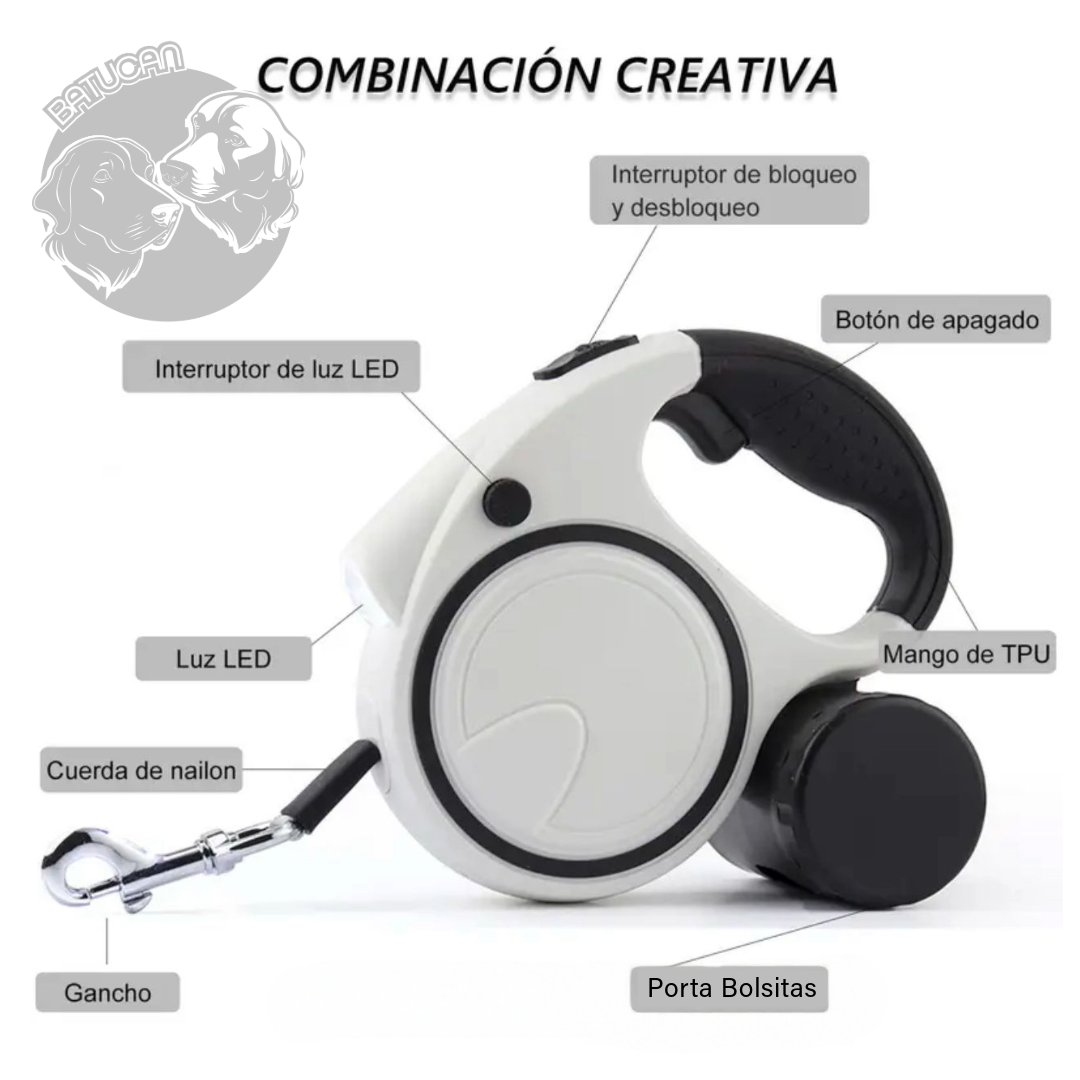 BATUCAN
COMBINACIÓN CREATIVA
Interruptor de bloqueo
y desbloqueo
Botón de apagado
Interruptor de luz LED
Luz LED
Mango de TPU
Cuerda de nailon
Gancho
Porta Bolsitas